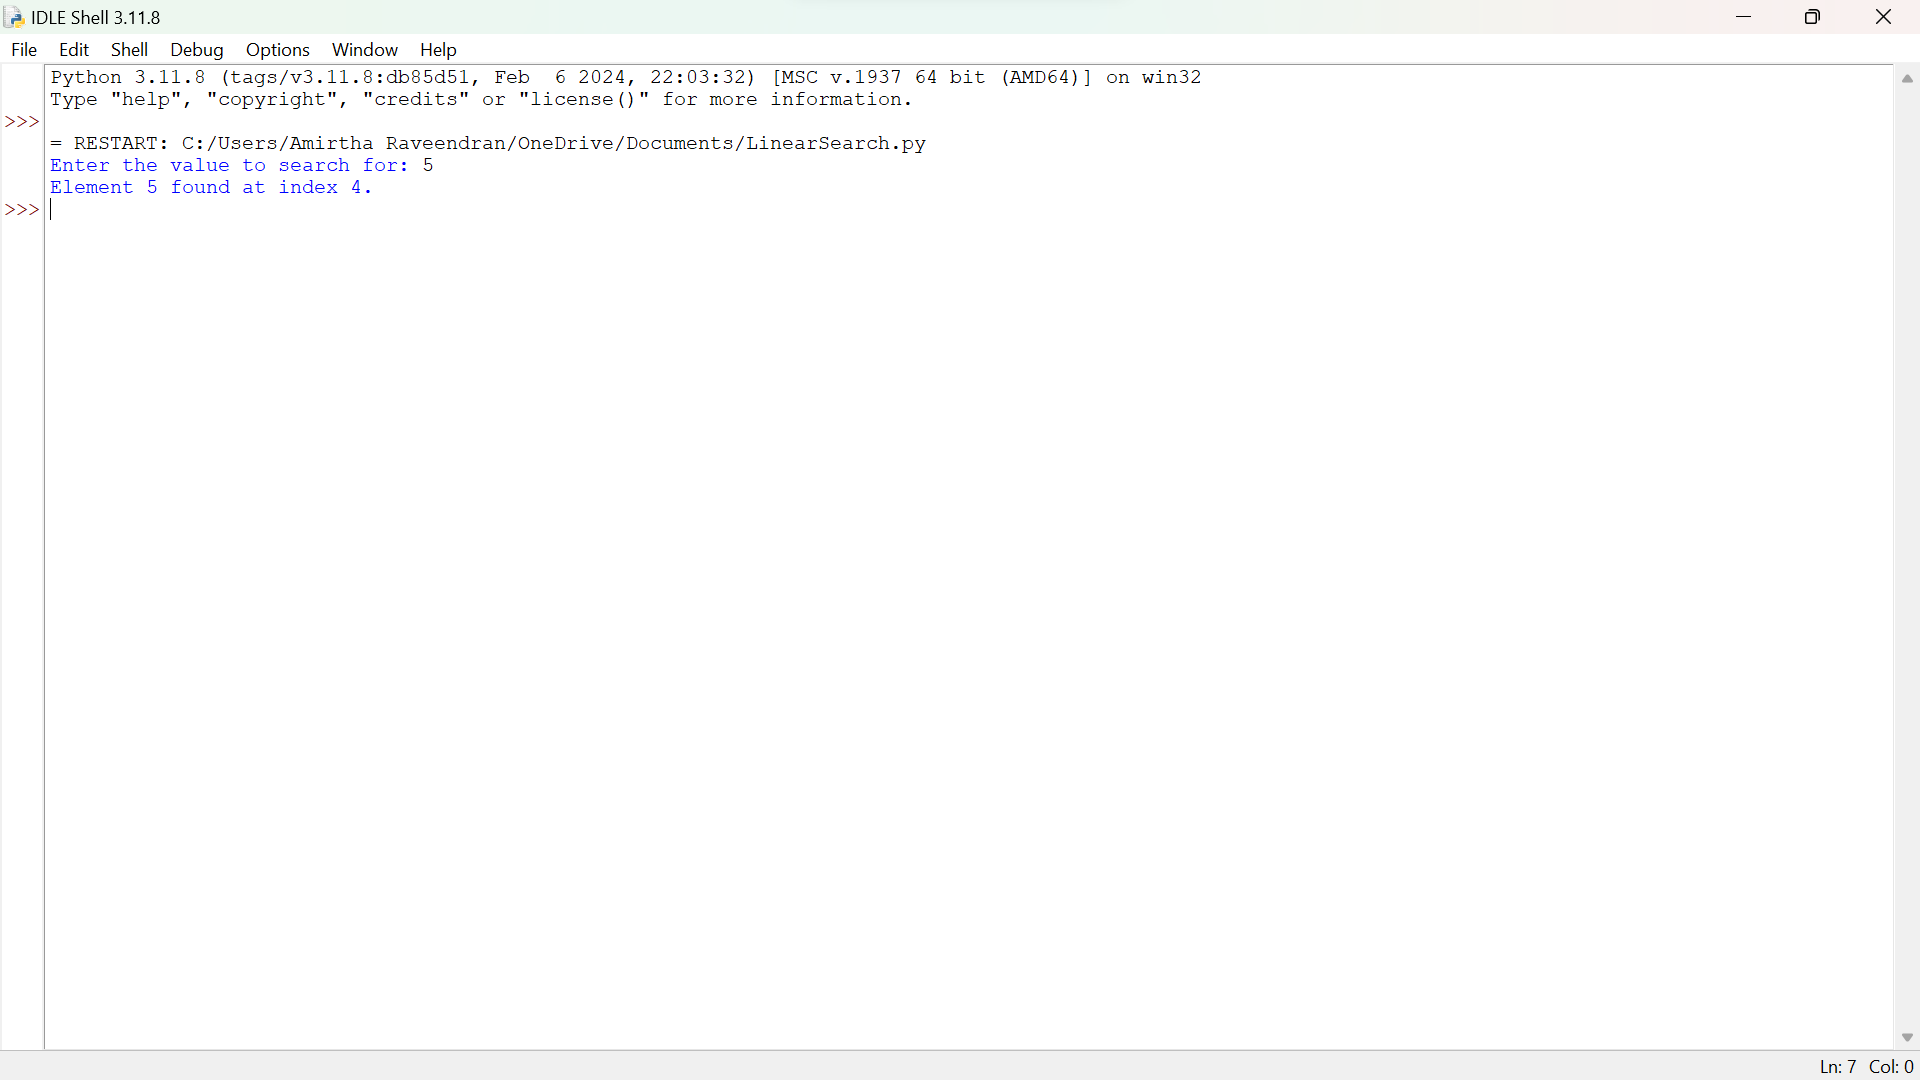 IDLE Shell 3.11.8
File Edit Shell Debug Options Window Help
Python 3.11.8 (tags/v3.11.8:db85d51, Feb  6 2024, 22:03:32) [MSC v.1937 64 bit (AMD64)] on win32
Type "help", "copyright", "credits" or "license()" for more information.
>>>
= RESTART: C:/Users/Amirtha Raveendran/OneDrive/Documents/LinearSearch.py
Enter the value to search for: 5
Element 5 found at index 4.
>>>
Ln: 7 Col: 0